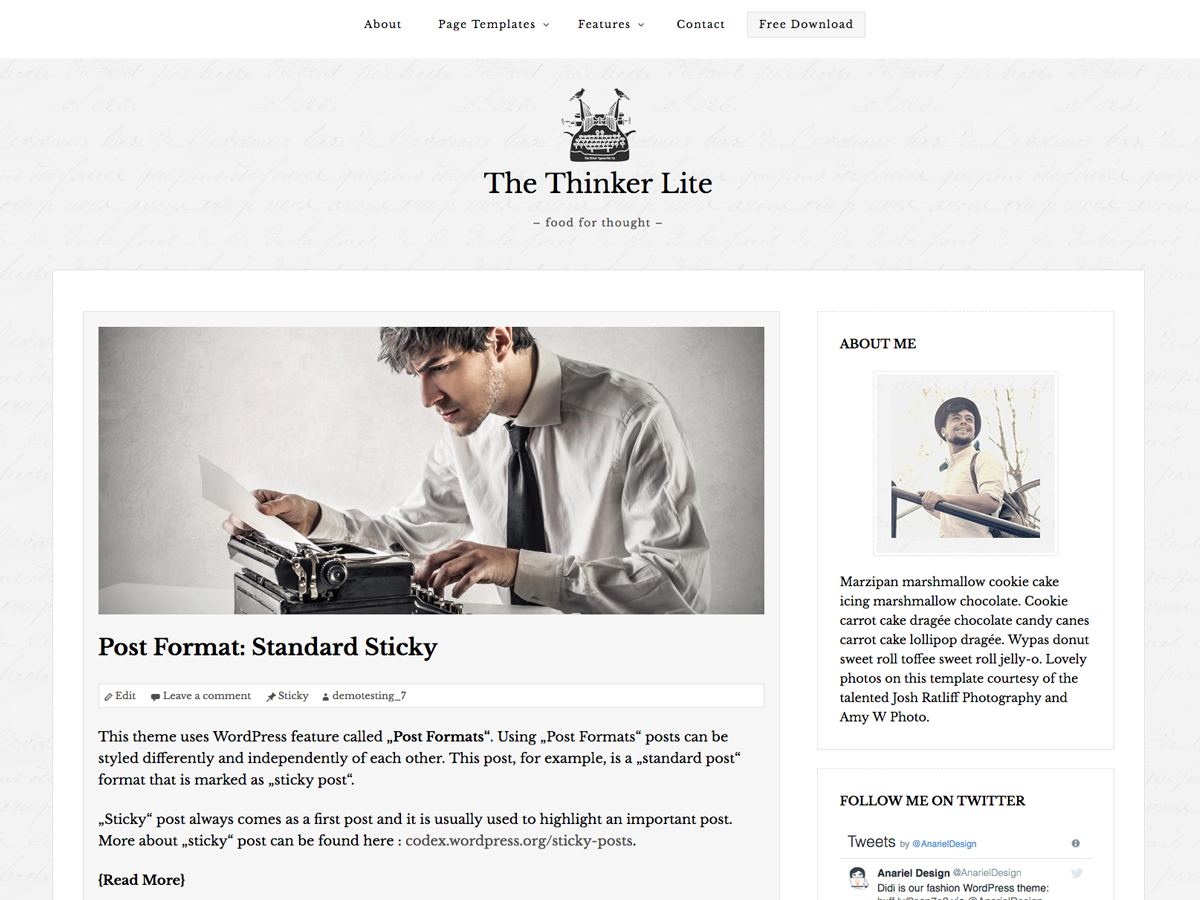 About
Page Templates
Features
Contact
Free Download
The Thinker Lite
– food for thought –
Post Format: Standard Sticky
Edit
Leave a comment
Sticky
demotesting_7
This theme uses WordPress feature called „Post Formats“. Using „Post Formats“ posts can be
styled differently and independently of each other. This post, for example, is a „standard post“
format that is marked as „sticky post“.
„Sticky“ post always comes as a first post and it is usually used to highlight an important post.
More about „sticky“ post can be found here : codex.wordpress.org/sticky-posts.
{Read More}
ABOUT ME
Marzipan marshmallow cookie cake
icing marshmallow chocolate. Cookie
carrot cake dragée chocolate candy canes
carrot cake lollipop dragée. Wypas donut
sweet roll toffee sweet roll jelly-o. Lovely
photos on this template courtesy of the
talented Josh Ratliff Photography and
Amy W Photo.
FOLLOW ME ON TWITTER
Tweets by @AnarielDesign
Anariel Design @AnarielDesign
Didi is our fashion WordPress theme: